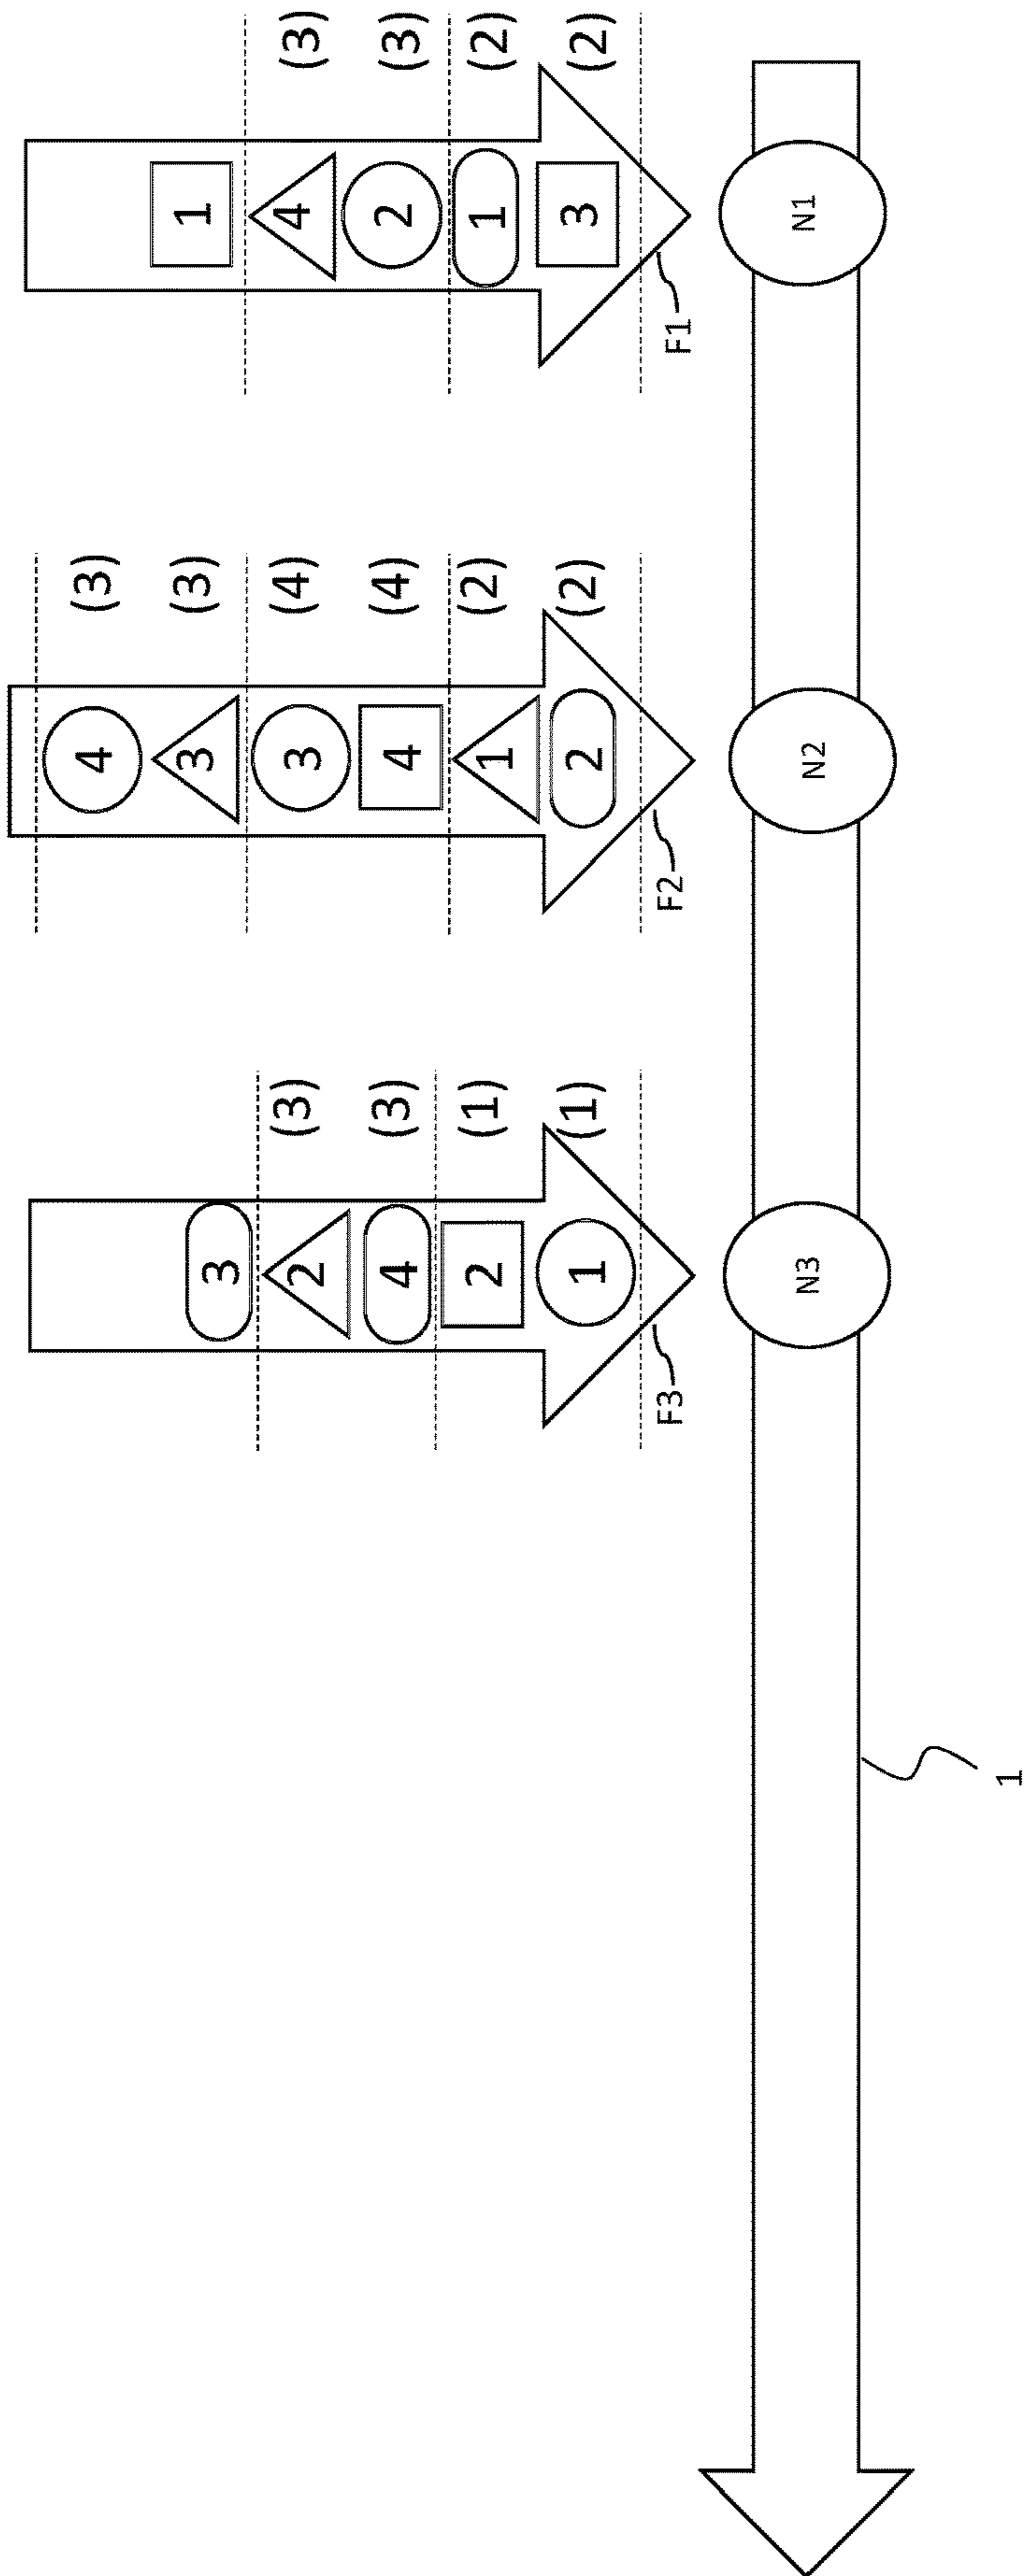 3
2 (3)
4 (3)
2 (1)
1 (1)
F3
N3
4 (3)
3 (3)
3 (4)
4 (4)
1 (2)
2 (2)
F2
N2
1
4 (3)
2 (3)
1 (2)
3 (2)
F1
N1
1